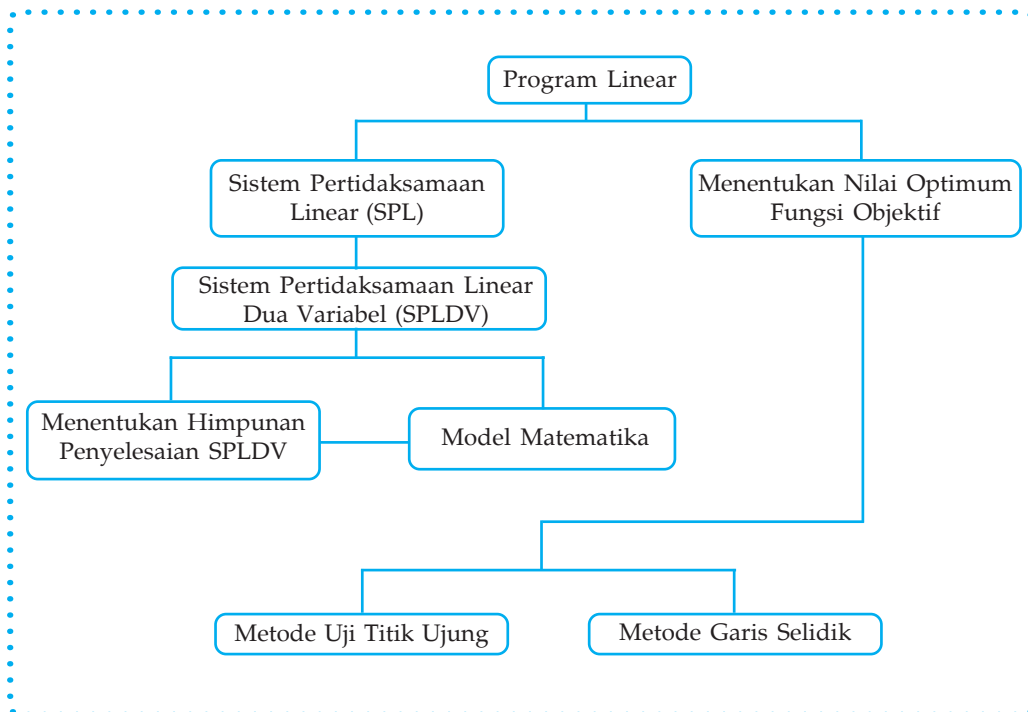 Program Linear
Sistem Pertidaksamaan
Linear (SPL)
Menentukan Nilai Optimum
Fungsi Objektif
Sistem Pertidaksamaan Linear
Dua Variabel (SPLDV)
Menentukan Himpunan
Penyelesaian SPLDV
Model Matematika
Metode Uji Titik Ujung
Metode Garis Selidik